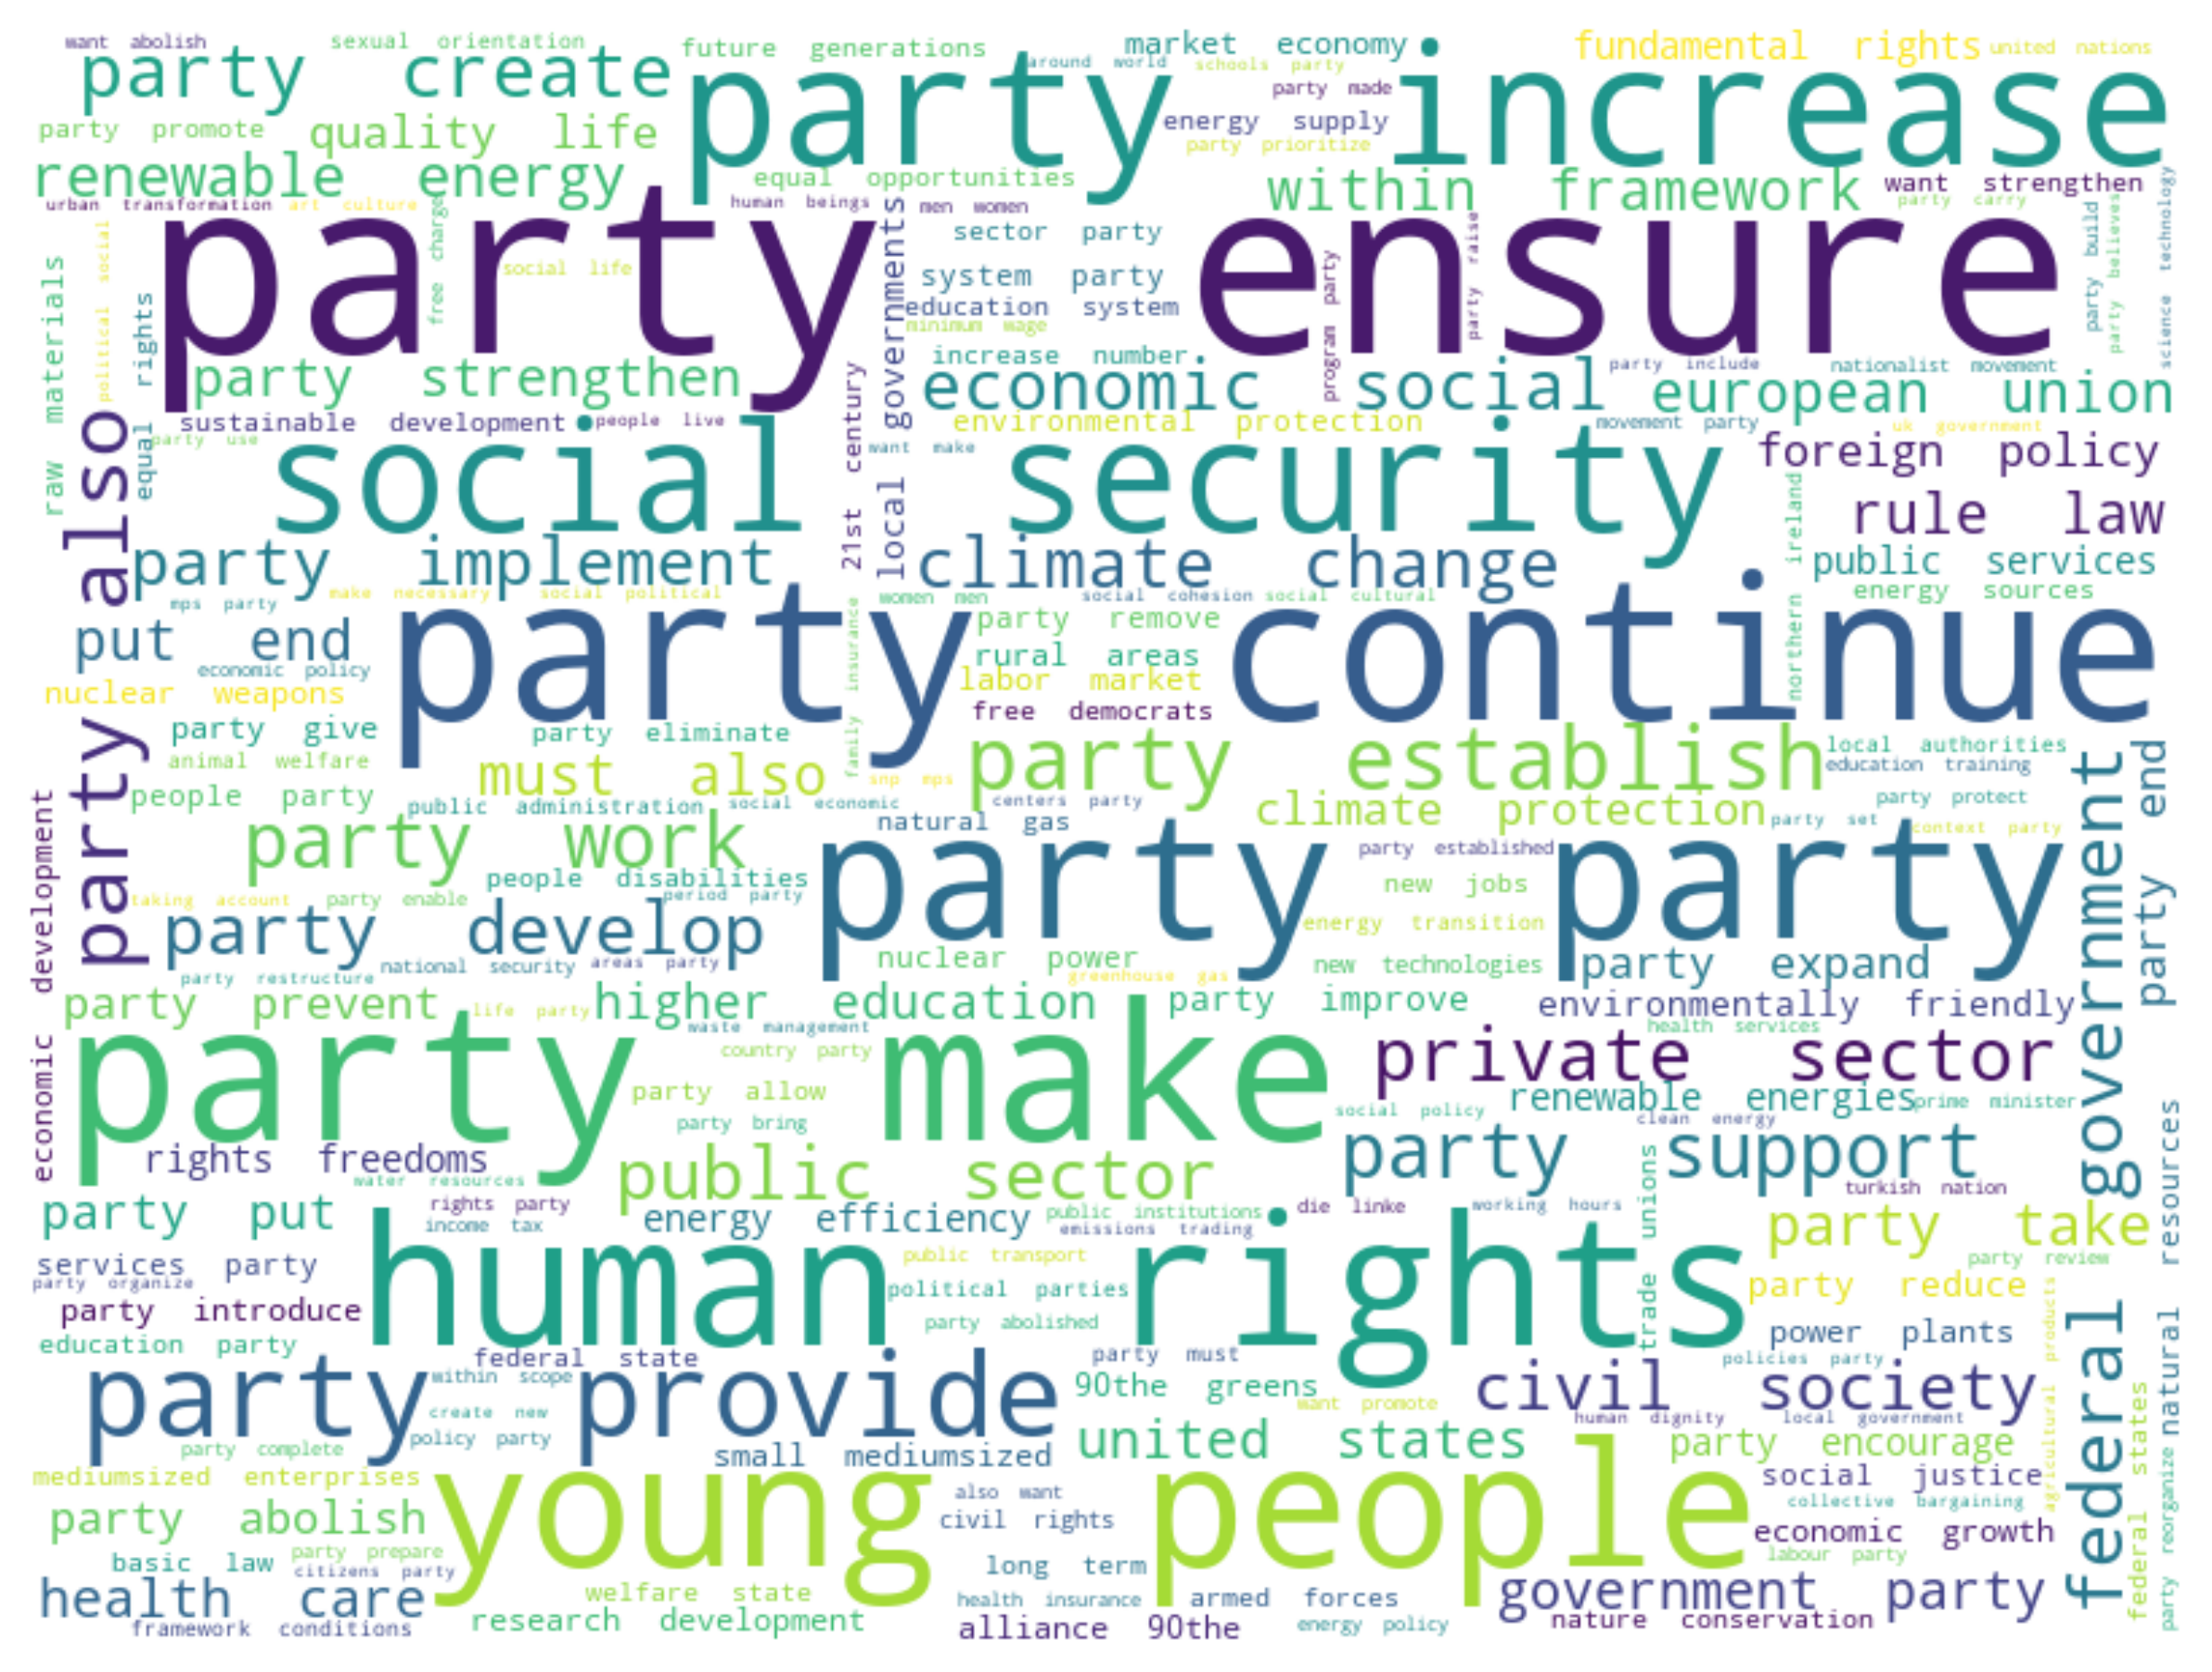 want abolish
sexual orientation
future generations
market economy
fundamental rights
united nations
party create
party increase
around world
schools party
party made
party promote
quality life
energy supply
party prioritize
renewable energy
equal opportunities
within framework
want strengthen
party carry
urban transformation
art culture
free charge
human beings
men women
party ensure
social life
local governments
sector party
system party
education system
minimum wage
increase number
program party
party raise
party build
party believes
science technology
raw materials
political social
equal rights
party strengthen
economic social
party include
nationalist movement
european union
sustainable development
people live
environmental protection
movement party
uk government
party use
party also
social security
21st century
want make
foreign policy
rule law
northern ireland
party implement
climate change
public services
energy sources
make necessary
social political
women men
social cohesion
social cultural
mps party
put end
economic policy
nuclear weapons
party continue
family insurance
party remove
rural areas
labor market
free democrats
party give
party eliminate
animal welfare
must also
snp mps
party establish
local authorities
education training
people party
public administration
social economic
centers party
climate protection
party protect
party set
context party
federal government
party end
economic development
party work
natural gas
party party
party established
people disabilities
new jobs
taking account
party enable
period party
party develop
energy transition
party restructure
national security
areas party
nuclear power
greenhouse gas
new technologies
party expand
party prevent
life party
higher education
party improve
environmentally friendly
waste management
health services
party make
country party
private sector
party allow
party bring
social policy
renewable energies
prime minister
clean energy
rights freedoms
public sector
party support
water resources
trade unions
turkish nation
natural resources
party put
rights party
income tax
energy efficiency
public institutions
emissions trading
die linke
working hours
party take
human rights
services party
party organize
public transport
political parties
party review
party reduce
party introduce
party abolished
agricultural products
education party
power plants
federal state
party must
policies party
party provide
within scope
90the greens
civil society
create new
want promote
human dignity
local government
federal states
policy party
party complete
small mediumsized
united states
party encourage
party reorganize
mediumsized enterprises
young people
social justice
also want
collective bargaining
party abolish
civil rights
economic growth
party prepare
labour party
basic law
citizens party
long term
health care
welfare state
health insurance
armed forces
government party
framework conditions
research development
alliance 90the
energy policy
nature conservation